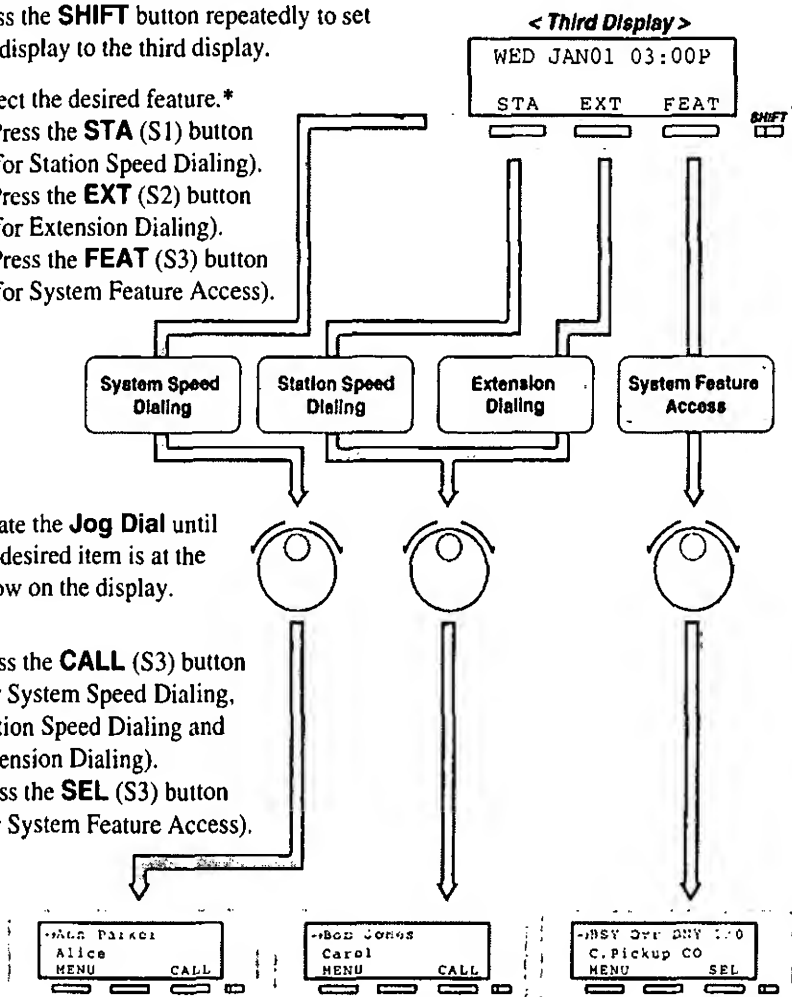 ss the SHIFT button repeatedly to set
display to the third display.
ect the desired feature.*
Press the STA (S1) button
for Station Speed Dialing).
Press the EXT (S2) button
for Extension Dialing).
Press the FEAT (S3) button
for System Feature Access).
< Third Display >
WED JAN01 03:00P
STA EXT FEAT
SHIFT
System Speed
Dialing
Station Speed
Dialing
Extension
Dialing
System Feature
Access
ate the Jog Dial until
desired item is at the
ow on the display.
ss the CALL (S3) button
r System Speed Dialing,
tion Speed Dialing and
ension Dialing).
ss the SEL (S3) button
r System Feature Access).
Parker
Alice
MENU CALL
Bob Jones
Carol
MENU CALL
BSY
C.Pickup CO
MENU SEL